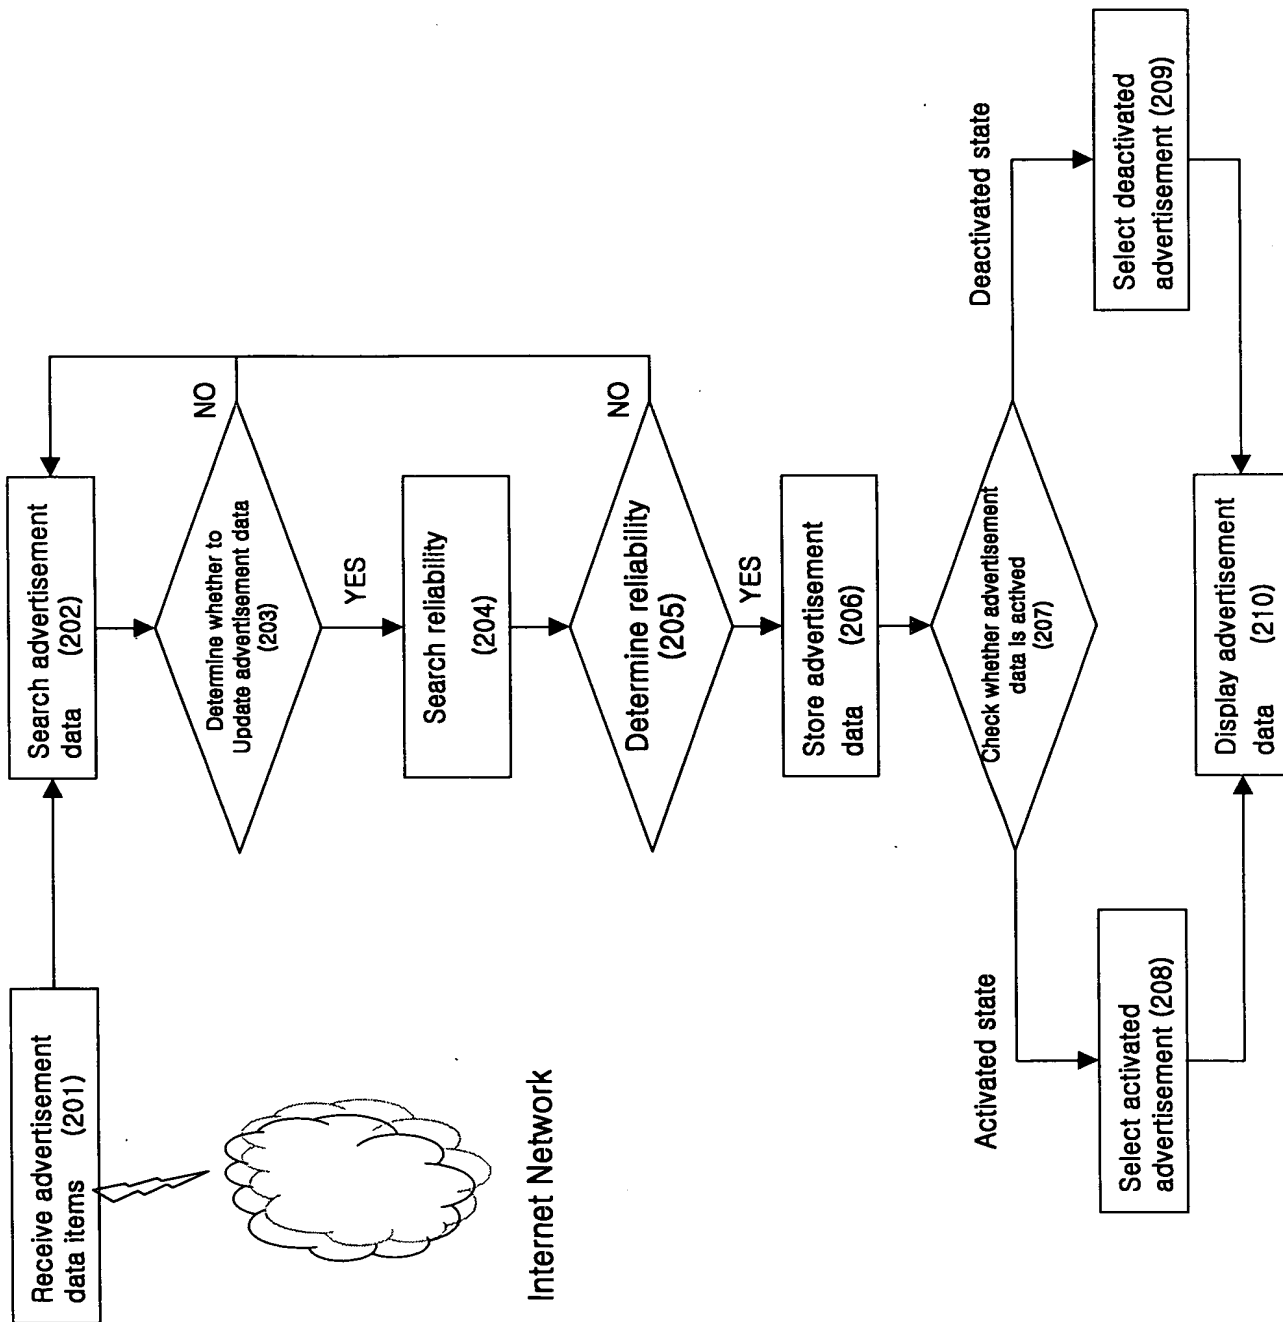 Receive advertisement
data items (201)
Internet Network
Search advertisement
data (202)
Determine whether to
Update advertisement data
(203)
NO
YES
Search reliability
(204)
Determine reliability
(205)
NO
YES
Store advertisement
data (206)
Check whether advertisement
data is actived
(207)
Activated state
Deactivated state
Select activated
advertisement (208)
Select deactivated
advertisement (209)
Display advertisement
data (210)